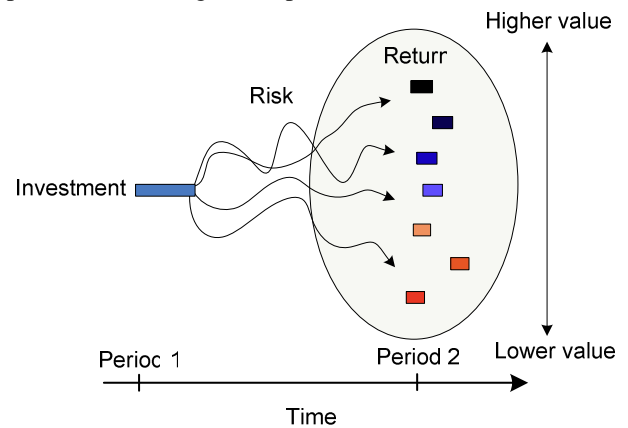 Higher value
Return
Risk
Investment
Lower value
Period 1
Period 2
Time